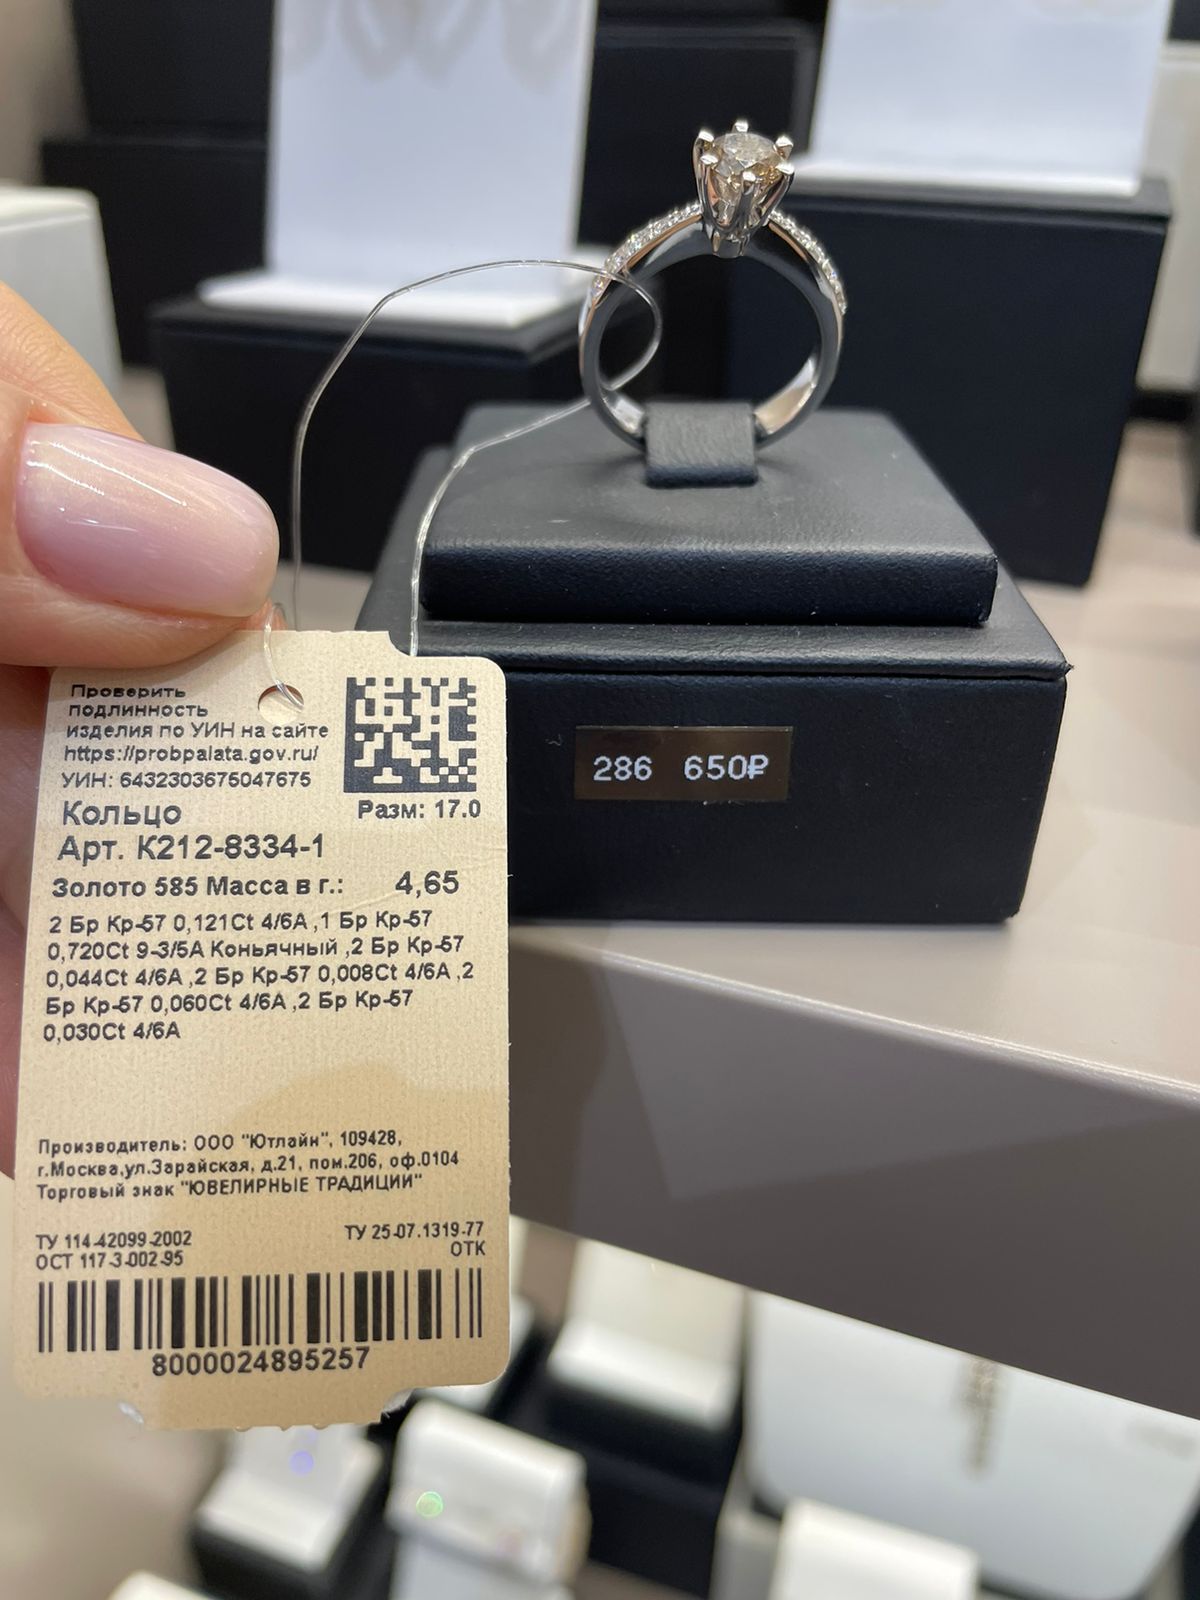 Проверить
подлинность
изделия по УИН на сайте
https://probpalata.gov.ru/
УИН: 6432303675047675
Кольцо
Разм: 17.0
Арт. К212-8334-1
Золото 585 Масса в г.: 4,65
2 Бр Кр-57 0,121Ct 4/6А ,1 Бр Кр-57
0,720Ct 9-3/5А Коньячный ,2 Бр Кр-57
0,044Ct 4/6А ,2 Бр Кр-57 0,008Ct 4/6А ,2
Бр Кр-57 0,060Ct 4/6А ,2 Бр Кр-57
0,030Ct 4/6А
Производитель: ООО "Ютлайн", 109428,
г.Москва,ул.Зарайская, д.21, пом.206, оф.0104
Торговый знак "ЮВЕЛИРНЫЕ ТРАДИЦИИ"
ТУ 114-42099-2002
ТУ 25-07.1319-77
ОСТ 117-3-002-95
ОТК
8000024895257
286 650₽